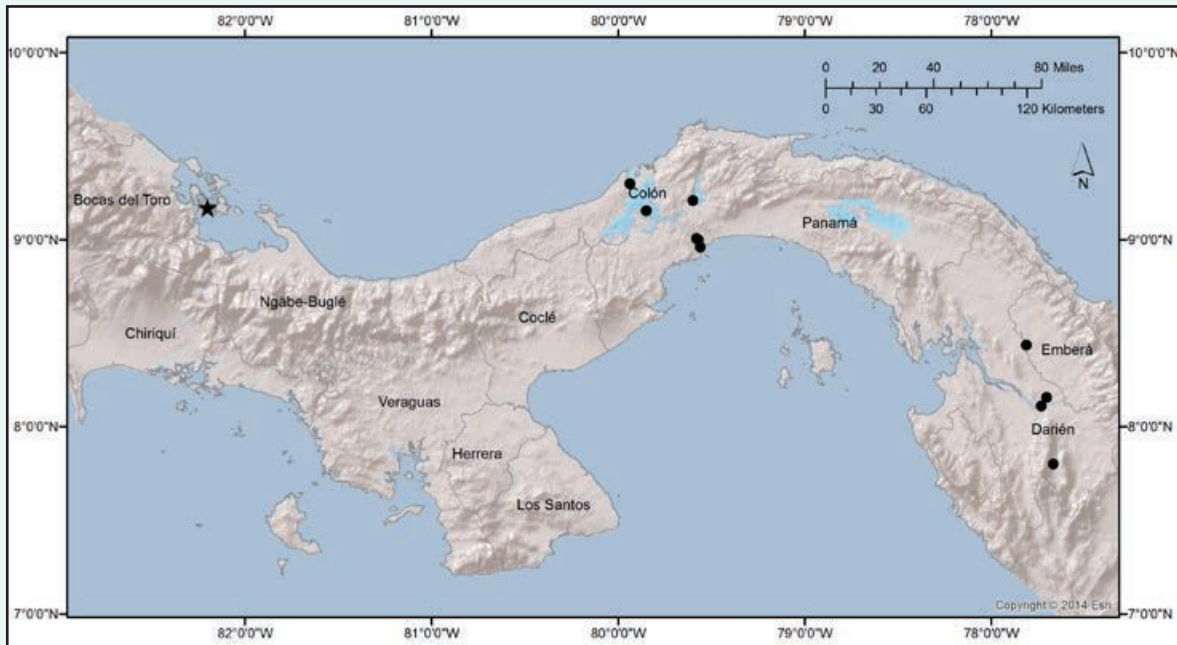 82°0'0"W 81°0'0"W 80°0'0"W 79°0'0"W 78°0'0"W
10°0'0"N 10°0'0"N
0 20 40 80 Miles
0 30 60 120 Kilometers
N
Bocas del Toro
Colón
Panamá
9°0'0"N 9°0'0"N
Ngäbe-Buglé
Chiriquí
Coclé
Emberá
Veraguas
8°0'0"N 8°0'0"N
Darién
Herrera
Los Santos
Copyright © 2014 Esri
7°0'0"N 7°0'0"N
82°0'0"W 81°0'0"W 80°0'0"W 79°0'0"W 78°0'0"W